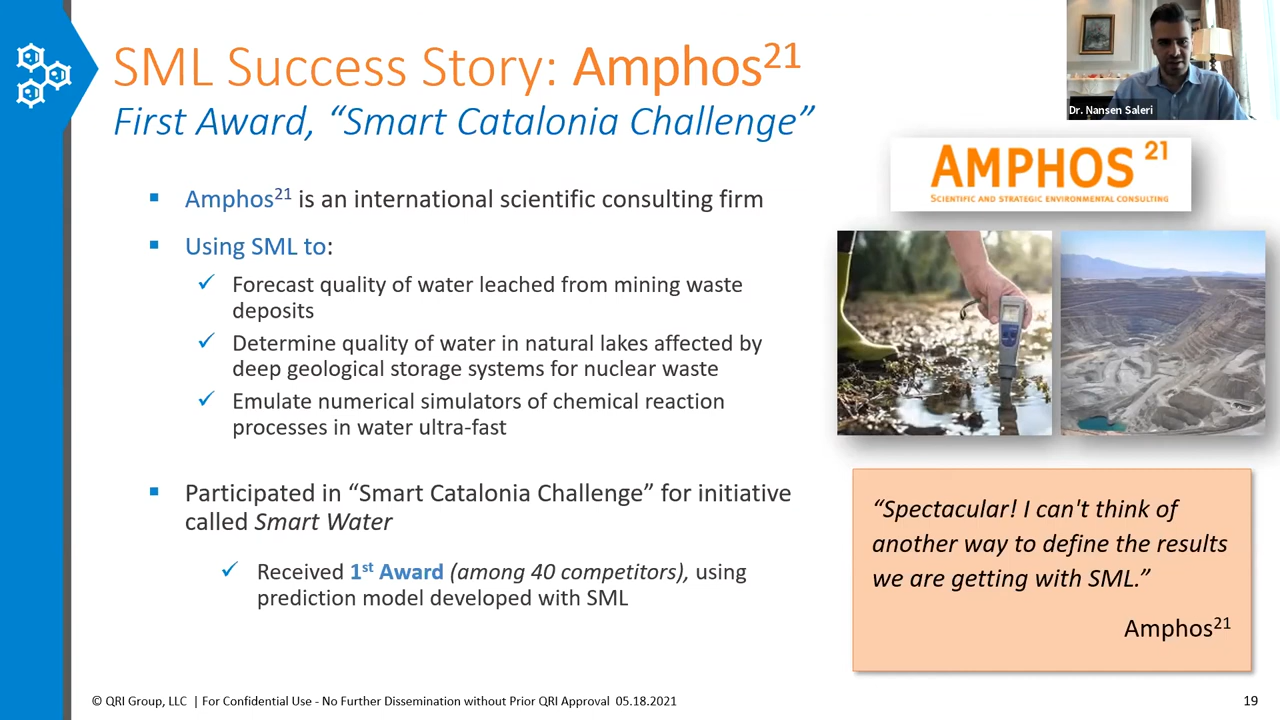 SML Success Story: Amphos21
First Award, “Smart Catalonia Challenge”
Dr. Nansen Saleri
AMPHOS 21
SCIENTIFIC AND STRATEGIC ENVIRONMENTAL CONSULTING
▪ Amphos21 is an international scientific consulting firm
▪ Using SML to:
✓ Forecast quality of water leached from mining waste
deposits
✓ Determine quality of water in natural lakes affected by
deep geological storage systems for nuclear waste
✓ Emulate numerical simulators of chemical reaction
processes in water ultra-fast
▪ Participated in “Smart Catalonia Challenge” for initiative
called Smart Water
✓ Received 1st Award (among 40 competitors), using
prediction model developed with SML
“Spectacular! I can't think of
another way to define the results
we are getting with SML.”
Amphos21
© QRI Group, LLC | For Confidential Use - No Further Dissemination without Prior QRI Approval 05.18.2021
19